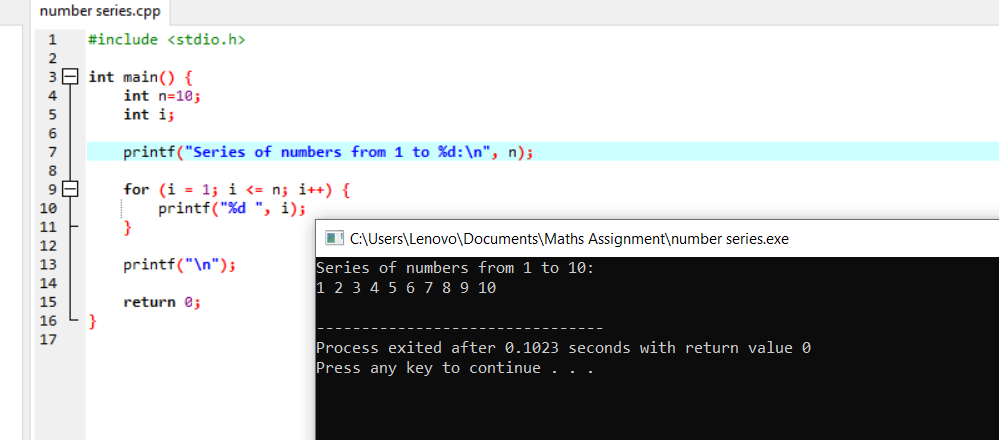 number series.cpp
1 #include <stdio.h>
2
3 int main() {
4 int n=10;
5 int i;
6
7 printf("Series of numbers from 1 to %d:\n", n);
8
9 for (i = 1; i <= n; i++) {
10 printf("%d ", i);
11 }
12
13 printf("\n");
14
15 return 0;
16 }
17
C:\Users\Lenovo\Documents\Maths Assignment\number series.exe
Series of numbers from 1 to 10:
1 2 3 4 5 6 7 8 9 10
--------------------------------
Process exited after 0.1023 seconds with return value 0
Press any key to continue . . .